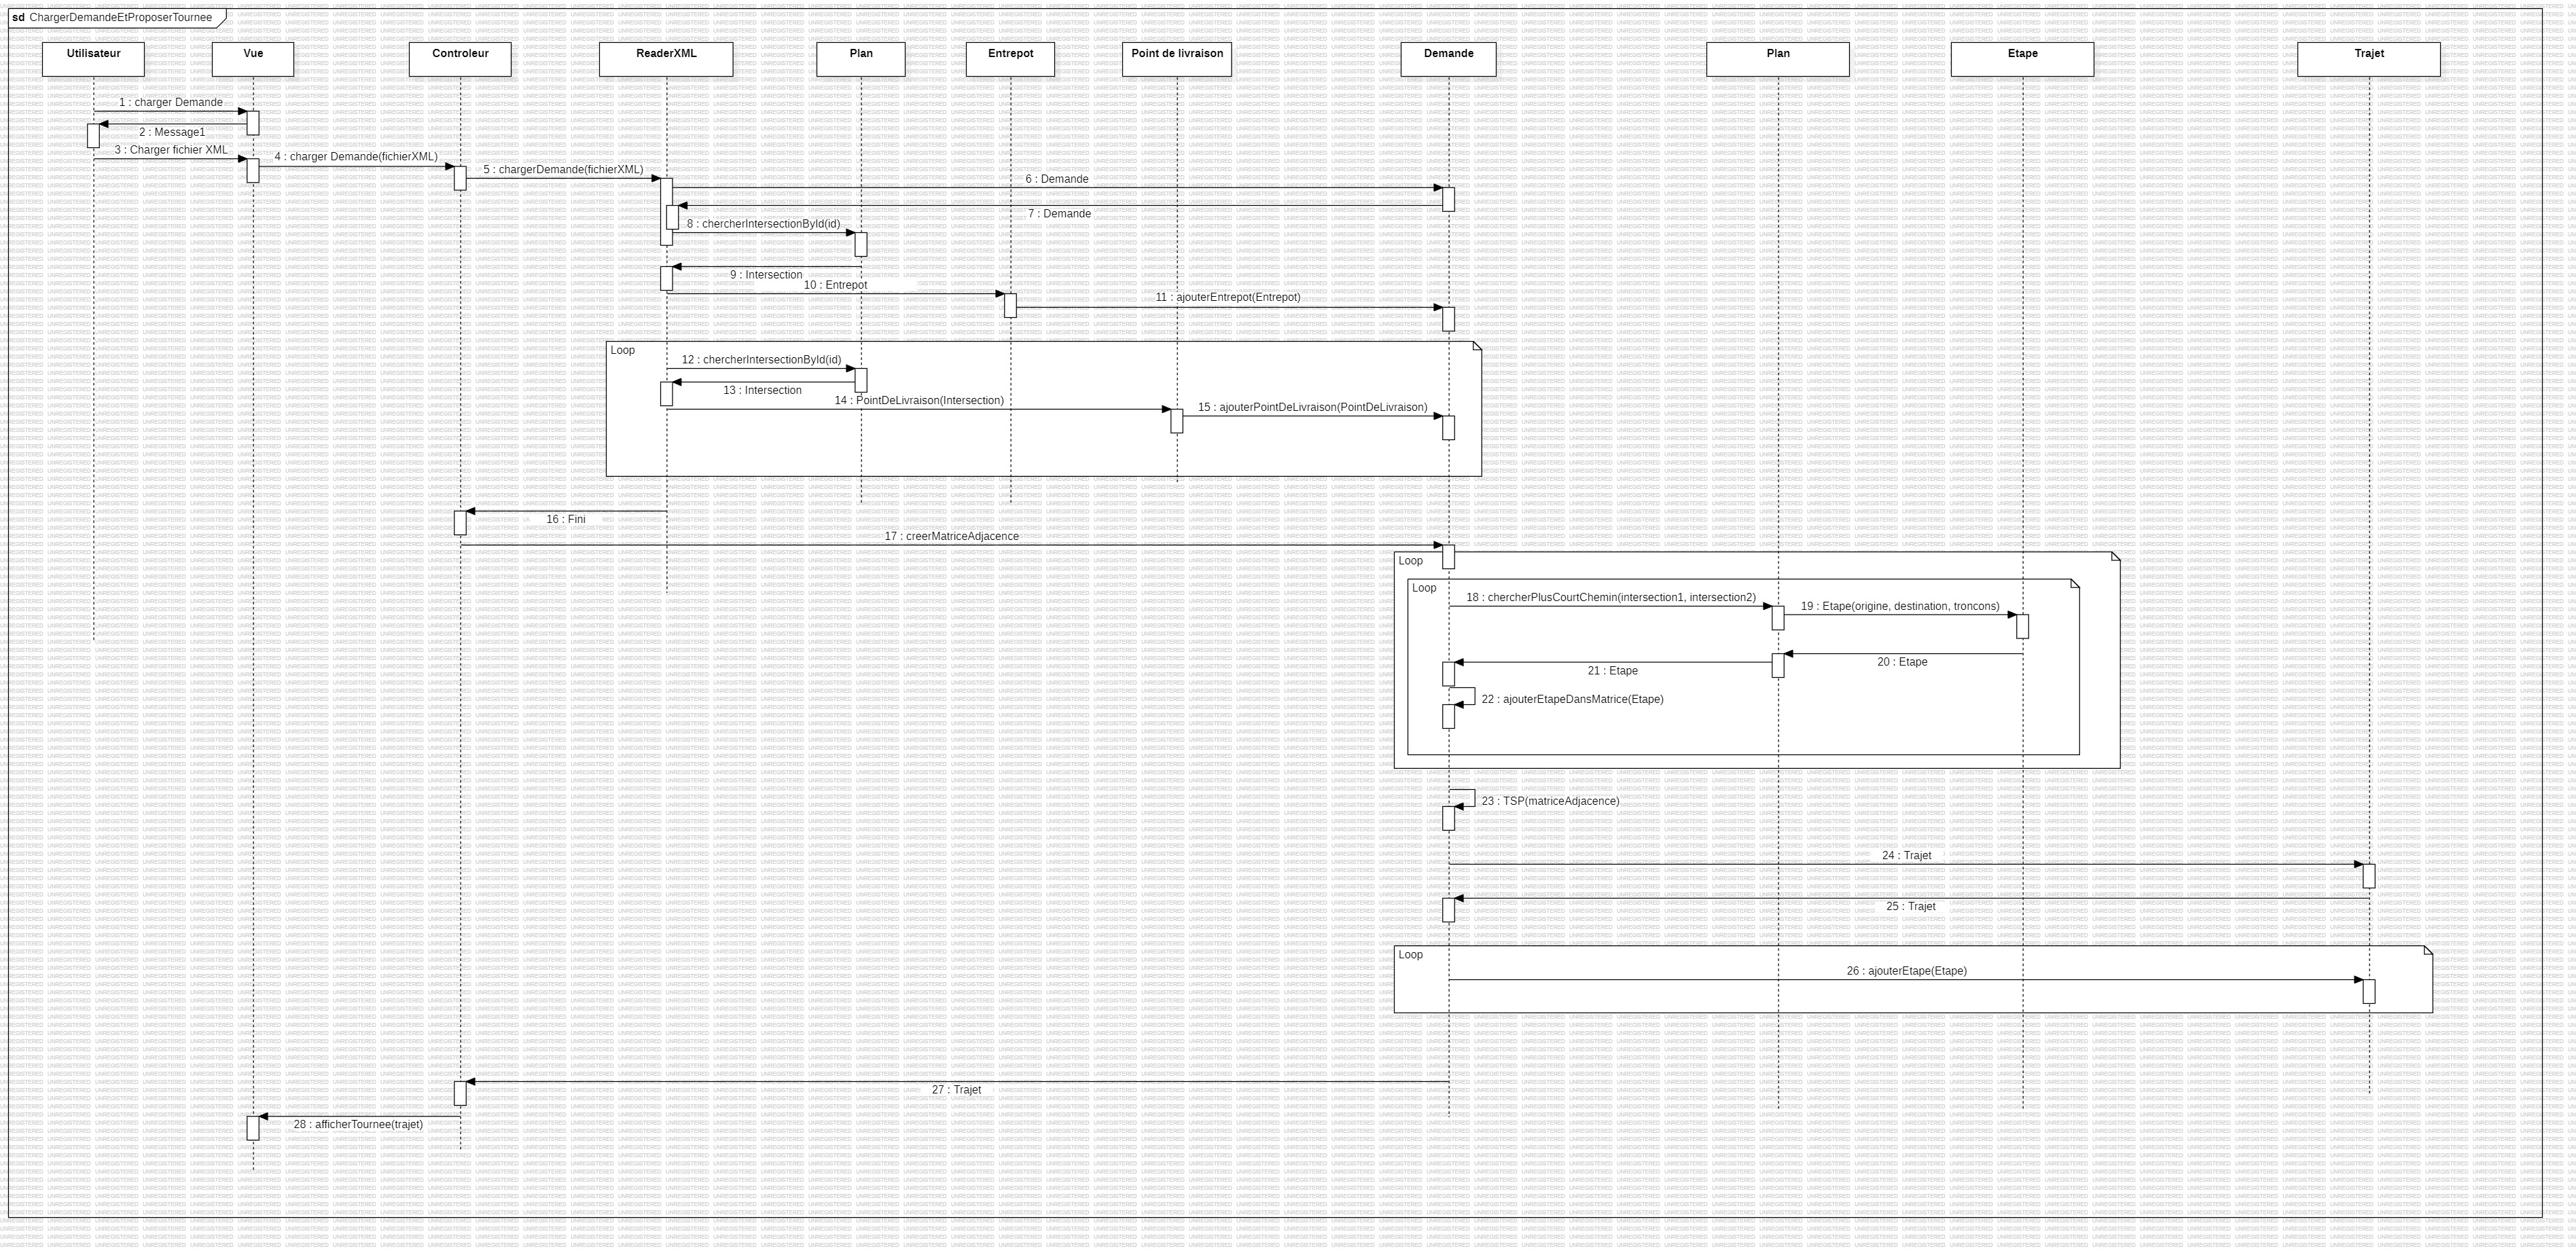 sd ChargerDemandeEtProposerTournee
Utilisateur
Vue
Controleur
ReaderXML
Plan
Entrepot
Point de livraison
Demande
Plan
Etape
Trajet
1 : charger Demande
2 : Message1
3 : Charger fichier XML
4 : charger Demande(fichierXML)
5 : chargerDemande(fichierXML)
6 : Demande
7 : Demande
8 : chercherIntersectionById(id)
9 : Intersection
10 : Entrepot
11 : ajouterEntrepot(Entrepot)
Loop
12 : chercherIntersectionById(id)
13 : Intersection
14 : PointDeLivraison(Intersection)
15 : ajouterPointDeLivraison(PointDeLivraison)
16 : Fini
17 : creerMatriceAdjacence
Loop
Loop
18 : chercherPlusCourtChemin(intersection1, intersection2)
19 : Etape(origine, destination, troncons)
20 : Etape
21 : Etape
22 : ajouterEtapeDansMatrice(Etape)
23 : TSP(matriceAdjacence)
24 : Trajet
25 : Trajet
Loop
26 : ajouterEtape(Etape)
27 : Trajet
28 : afficherTournee(trajet)
UNREGISTERED